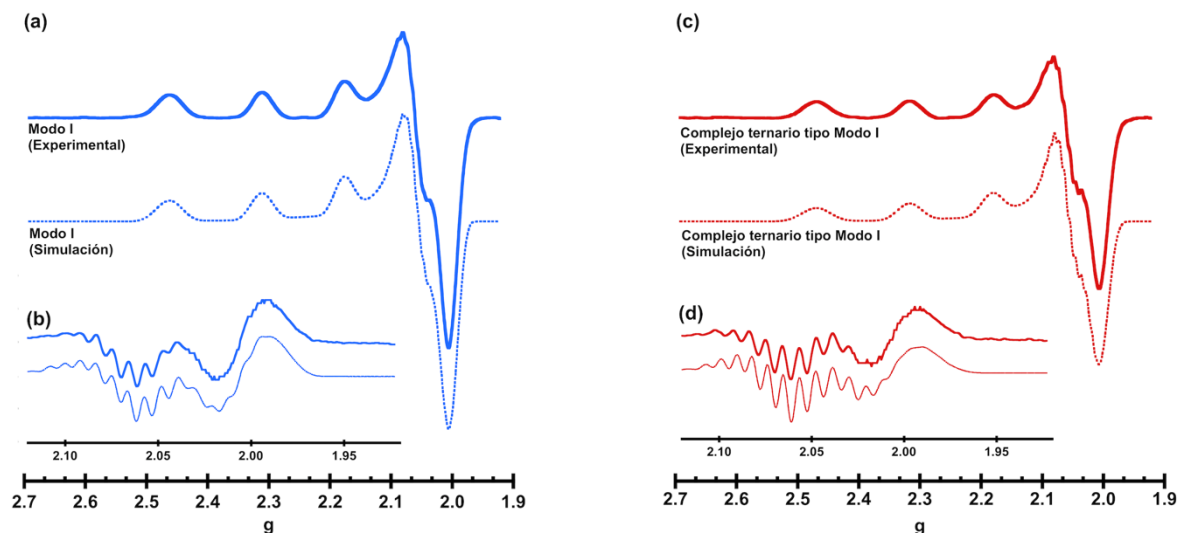 (a)
Modo I
(Experimental)
Modo I
(Simulación)
(b)
2.10 2.05 2.00 1.95
2.7 2.6 2.5 2.4 2.3 2.2 2.1 2.0 1.9
g
(c)
Complejo ternario tipo Modo I
(Experimental)
Complejo ternario tipo Modo I
(Simulación)
(d)
2.10 2.05 2.00 1.95
2.7 2.6 2.5 2.4 2.3 2.2 2.1 2.0 1.9
g